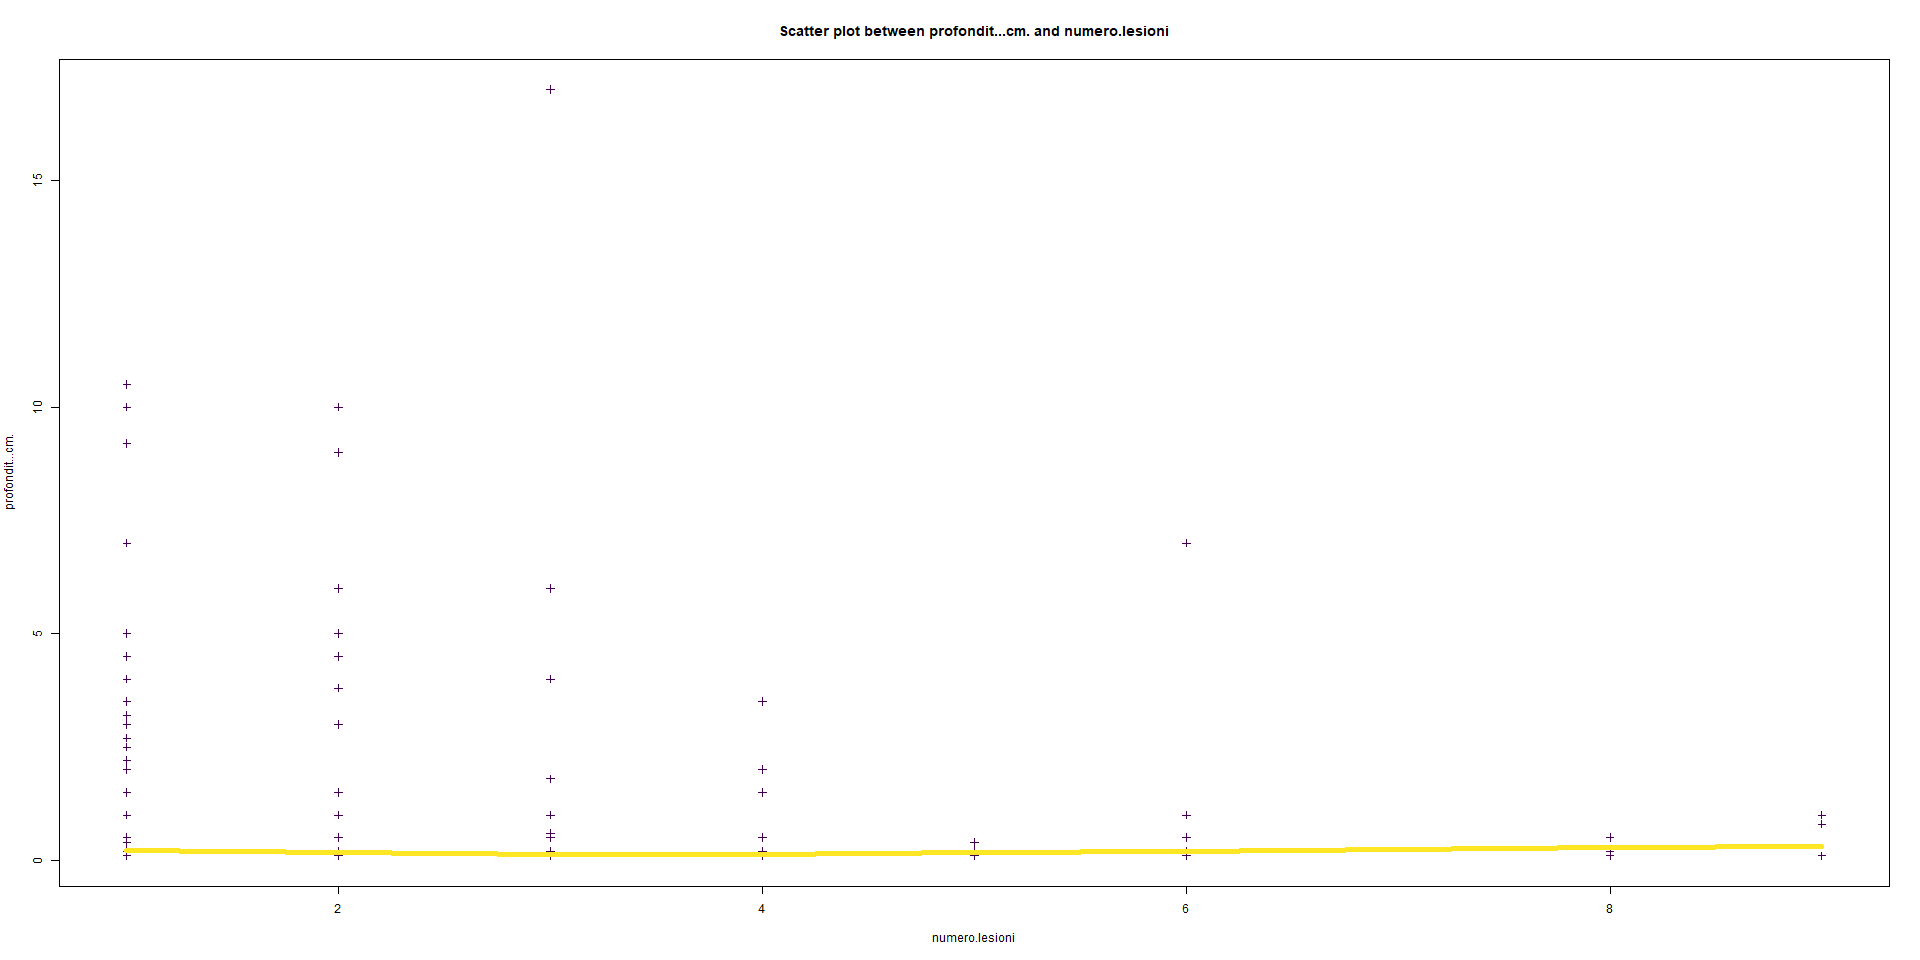 Scatter plot between profondit...cm. and numero.lesioni
15
10
5
0
profondit...cm.
2 4 6 8
numero.lesioni